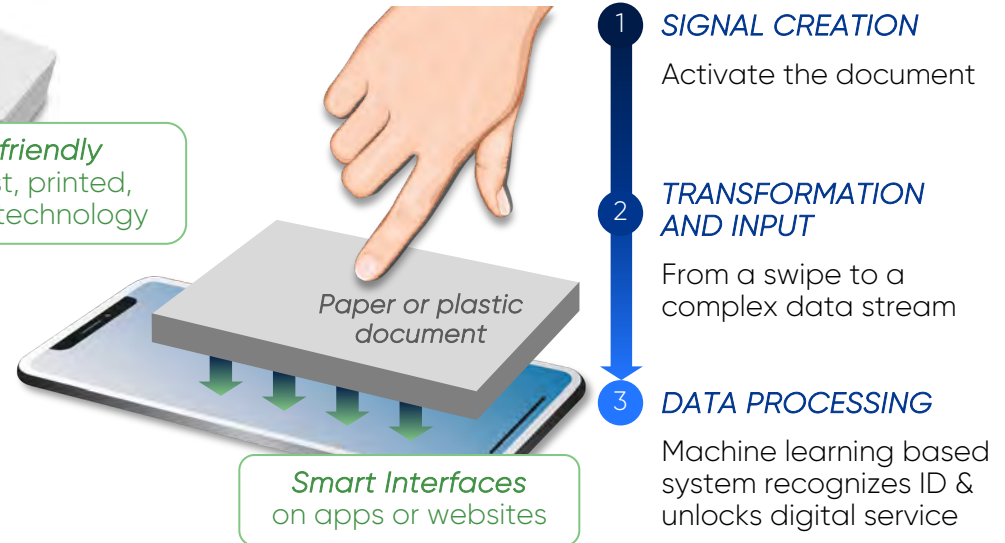 friendly
st, printed,
technology
Paper or plastic
document
Smart Interfaces
on apps or websites
1
SIGNAL CREATION
Activate the document
2
TRANSFORMATION
AND INPUT
From a swipe to a
complex data stream
3
DATA PROCESSING
Machine learning based
system recognizes ID &
unlocks digital service